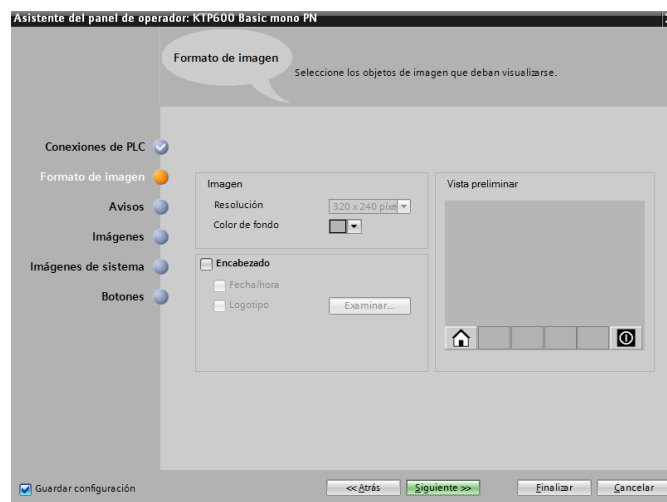 Asistente del panel de operador: KTP600 Basic mono PN
Formato de imagen
Seleccione los objetos de imagen que deban visualizarse.
Conexiones de PLC
Formato de imagen
Avisos
Imágenes
Imágenes de sistema
Botones
Imagen
Resolución
320 x 240 píxe
Color de fondo
Encabezado
Fecha/hora
Logotipo
Examinar...
Vista preliminar
Guardar configuración
<< Atrás
Siguiente >>
Finalizar
Cancelar